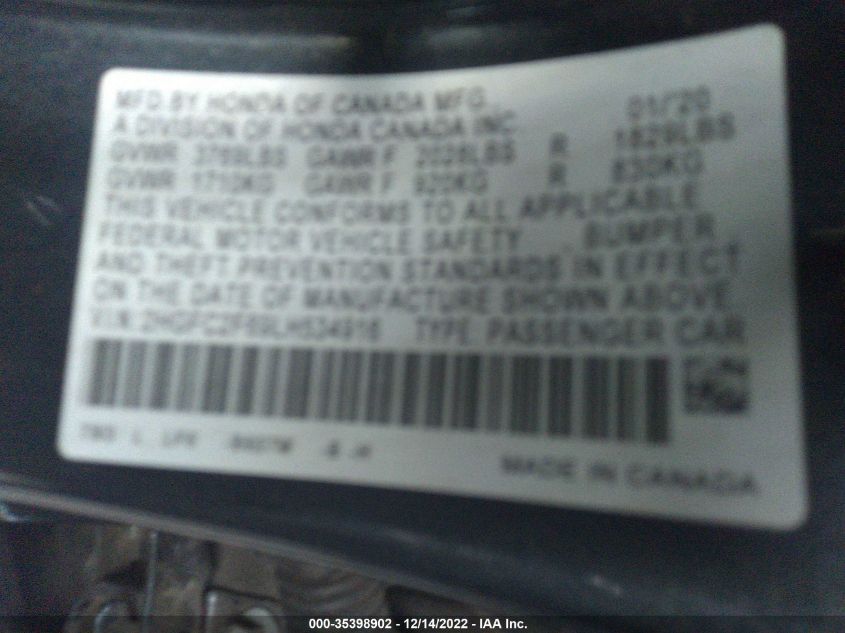 MFD.BY HONDA OF CANADA MFG., 01/20
A DIVISION OF HONDA CANADA INC
GVWR 3769LBS GAWR F 2028LBS R 1829LBS
GVWR 1710KG GAWR F 920KG R 830KG
THIS VEHICLE CONFORMS TO ALL APPLICABLE
FEDERAL MOTOR VEHICLE SAFETY, BUMPER,
AND THEFT PREVENTION STANDARDS IN EFFECT
ON THE DATE OF MANUFACTURE SHOWN ABOVE.
V.I.N: TYPE: PASSENGER CAR
MADE IN CANADA
000-35398902 - 12/14/2022 - IAA Inc.